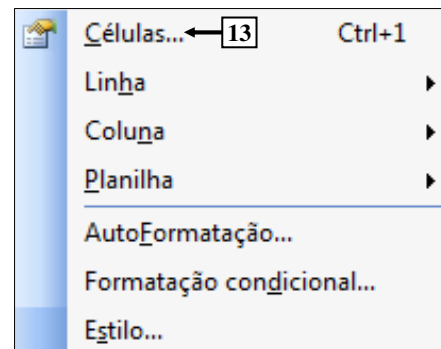 Células... 13 Ctrl+1
Linha
Coluna
Planilha
AutoFormatação...
Formatação condicional...
Estilo...